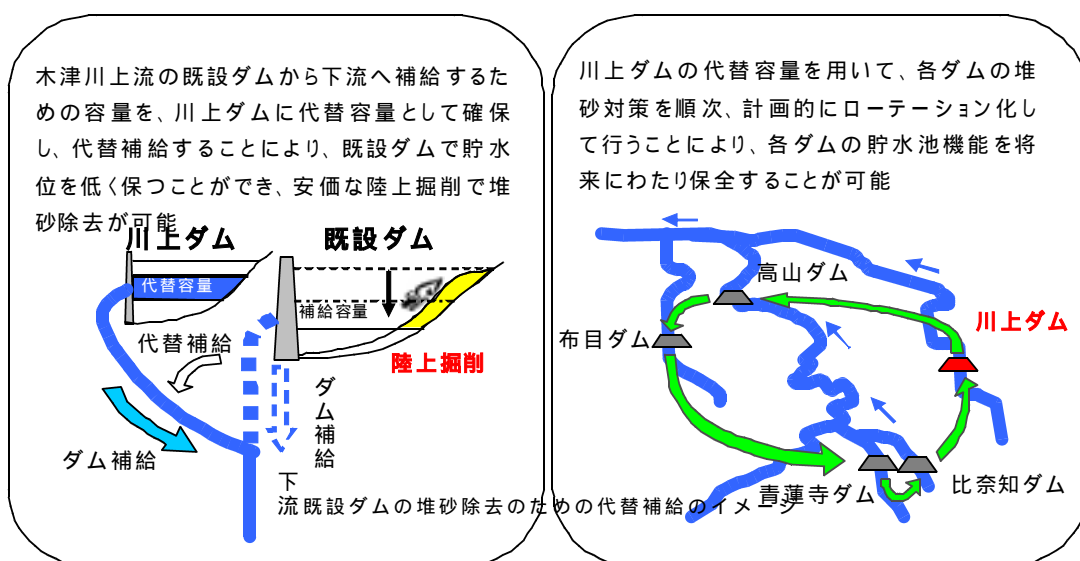 木津川上流の既設ダムから下流へ補給するた
めの容量を、川上ダムに代替容量として確保
し、代替補給することにより、既設ダムで貯水
位を低く保つことができ、安価な陸上掘削で堆
砂除去が可能
川上ダム
既設ダム
代替容量
補給容量
代替補給
陸上掘削
ダム補給
ダム補給
下
流既設ダムの堆砂除去のための代替補給のイメージ
川上ダムの代替容量を用いて、各ダムの堆
砂対策を順次、計画的にローテーション化し
て行うことにより、各ダムの貯水池機能を将
来にわたり保全することが可能
高山ダム
川上ダム
布目ダム
青蓮寺ダム
比奈知ダム